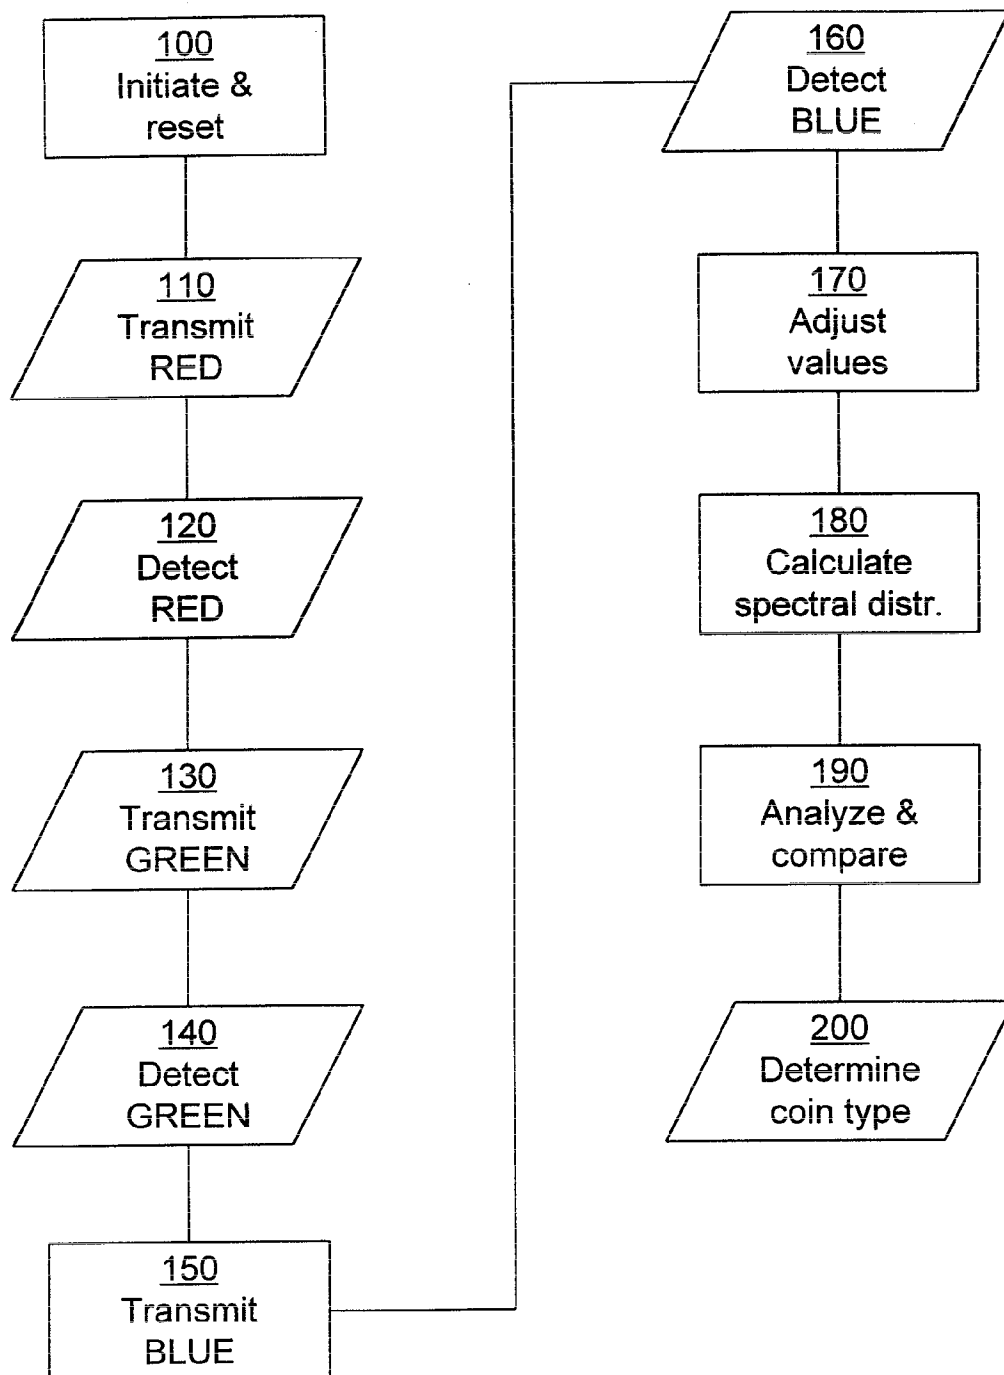 100
Initiate &
reset
110
Transmit
RED
120
Detect
RED
130
Transmit
GREEN
140
Detect
GREEN
150
Transmit
BLUE
160
Detect
BLUE
170
Adjust
values
180
Calculate
spectral distr.
190
Analyze &
compare
200
Determine
coin type